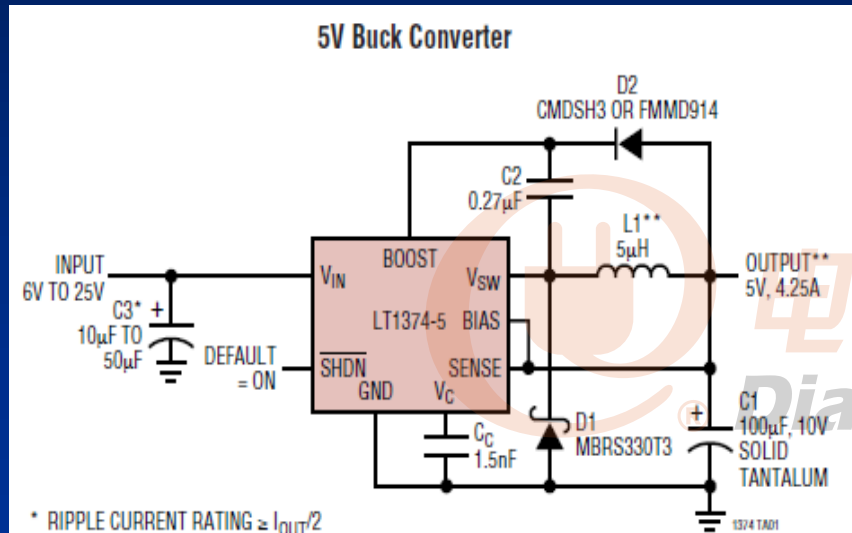 5V Buck Converter
D2
CMDSH3 OR FMMD914
C2
0.27µF
L1**
5µH
INPUT
6V TO 25V
C3*
+
10µF TO
50µF
DEFAULT
= ON
VIN
BOOST
VSW
LT1374-5
BIAS
SHDN
SENSE
GND
VC
CC
1.5nF
D1
MBRS330T3
OUTPUT**
5V, 4.25A
+
C1
100µF, 10V
SOLID
TANTALUM
电
®
Dia
* RIPPLE CURRENT RATING ≥ IOUT/2
1374 TA01